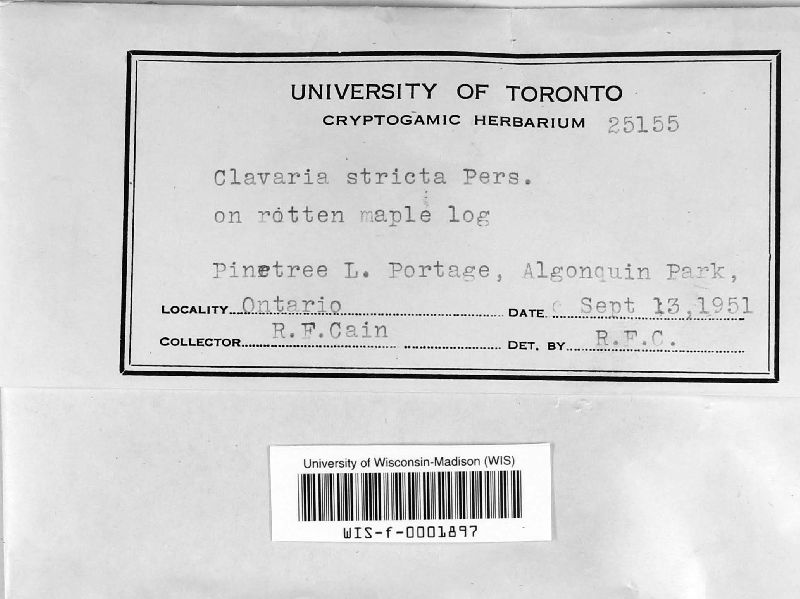 UNIVERSITY OF TORONTO
CRYPTOGAMIC HERBARIUM 25155
Clavaria stricta Pers.
on rotten maple log
Pinetree L. Portage, Algonquin Park,
LOCALITY Ontario DATE Sept 13, 1951
COLLECTOR R.F.Cain DET. BY R.F.C.
University of Wisconsin-Madison (WIS)
WIS-f-0001897